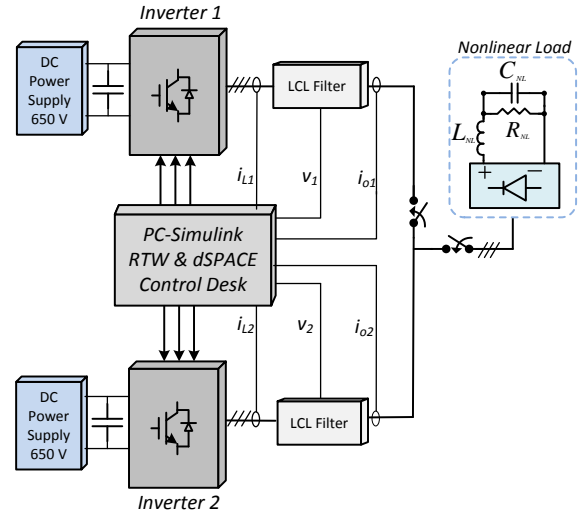 Inverter 1
DC
Power
Supply
650 V
LCL Filter
Nonlinear Load
C_NL
R_NL
L_NL
+ −
i_L1
v_1
i_o1
PC-Simulink
RTW & dSPACE
Control Desk
i_L2
v_2
i_o2
DC
Power
Supply
650 V
LCL Filter
Inverter 2